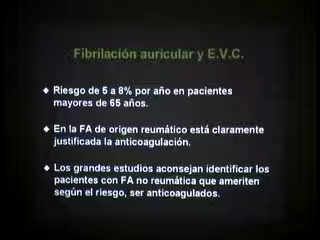 Fibrilación auricular y E.V.C.
Riesgo de 5 a 8% por año en pacientes
mayores de 65 años.
En la FA de origen reumático está claramente
justificada la anticoagulación.
Los grandes estudios aconsejan identificar los
pacientes con FA no reumática que ameriten
según el riesgo, ser anticoagulados.